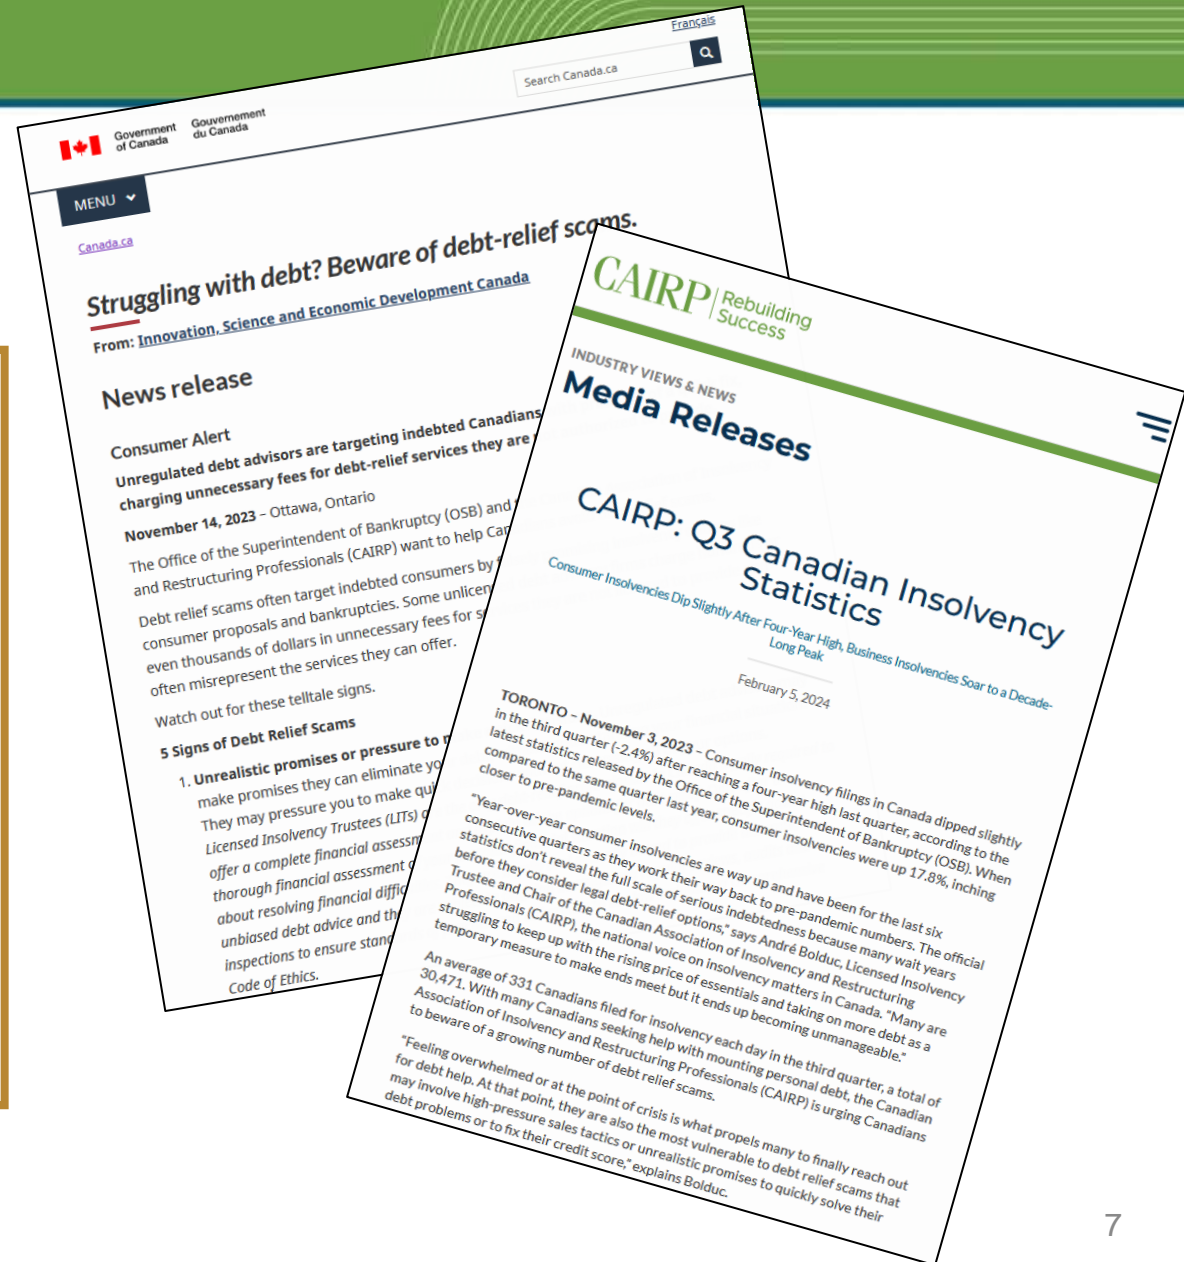 Français
Search Canada.ca
Government
of Canada
Gouvernement
du Canada
MENU
Canada.ca
Struggling with debt? Beware of debt-relief scams.
From: Innovation, Science and Economic Development Canada
News release
Consumer Alert
Unregulated debt advisors are targeting indebted Canadians
charging unnecessary fees for debt-relief services they are
November 14, 2023 – Ottawa, Ontario
The Office of the Superintendent of Bankruptcy (OSB) and
and Restructuring Professionals (CAIRP) want to help
Debt relief scams often target indebted consumers by
consumer proposals and bankruptcies. Some
even thousands of dollars in unnecessary fees for
often misrepresent the services they can offer.
Watch out for these telltale signs.
5 Signs of Debt Relief Scams
1. Unrealistic promises or pressure to
make promises they can eliminate
They may pressure you to make
Licensed Insolvency Trustees (LITs)
offer a complete financial
thorough financial assessment
about resolving financial
unbiased debt advice and
inspections to ensure
Code of Ethics.
CAIRP
Rebuilding
Success
INDUSTRY VIEWS & NEWS
Media Releases
CAIRP: Q3 Canadian Insolvency
Statistics
Consumer Insolvencies Dip Slightly After Four-Year High, Business Insolvencies Soar to a Decade-
Long Peak
February 5, 2024
TORONTO – November 3, 2023 – Consumer insolvency filings in Canada dipped slightly
in the third quarter (-2.4%) after reaching a four-year high last quarter, according to the
latest statistics released by the Office of the Superintendent of Bankruptcy (OSB). When
compared to the same quarter last year, consumer insolvencies were up 17.8%, inching
closer to pre-pandemic levels.
"Year-over-year consumer insolvencies are way up and have been for the last six
consecutive quarters as they work their way back to pre-pandemic numbers. The official
statistics don't reveal the full scale of serious indebtedness because many wait years
before they consider legal debt-relief options," says André Bolduc, Licensed Insolvency
Trustee and Chair of the Canadian Association of Insolvency and Restructuring
Professionals (CAIRP), the national voice on insolvency matters in Canada. "Many are
struggling to keep up with the rising price of essentials and taking on more debt as a
temporary measure to make ends meet but it ends up becoming unmanageable."
An average of 331 Canadians filed for insolvency each day in the third quarter, a total of
30,471. With many Canadians seeking help with mounting personal debt, the Canadian
Association of Insolvency and Restructuring Professionals (CAIRP) is urging Canadians
to beware of a growing number of debt relief scams.
"Feeling overwhelmed or at the point of crisis is what propels many to finally reach out
for debt help. At that point, they are also the most vulnerable to debt relief scams that
may involve high-pressure sales tactics or unrealistic promises to quickly solve their
debt problems or to fix their credit score," explains Bolduc.
7